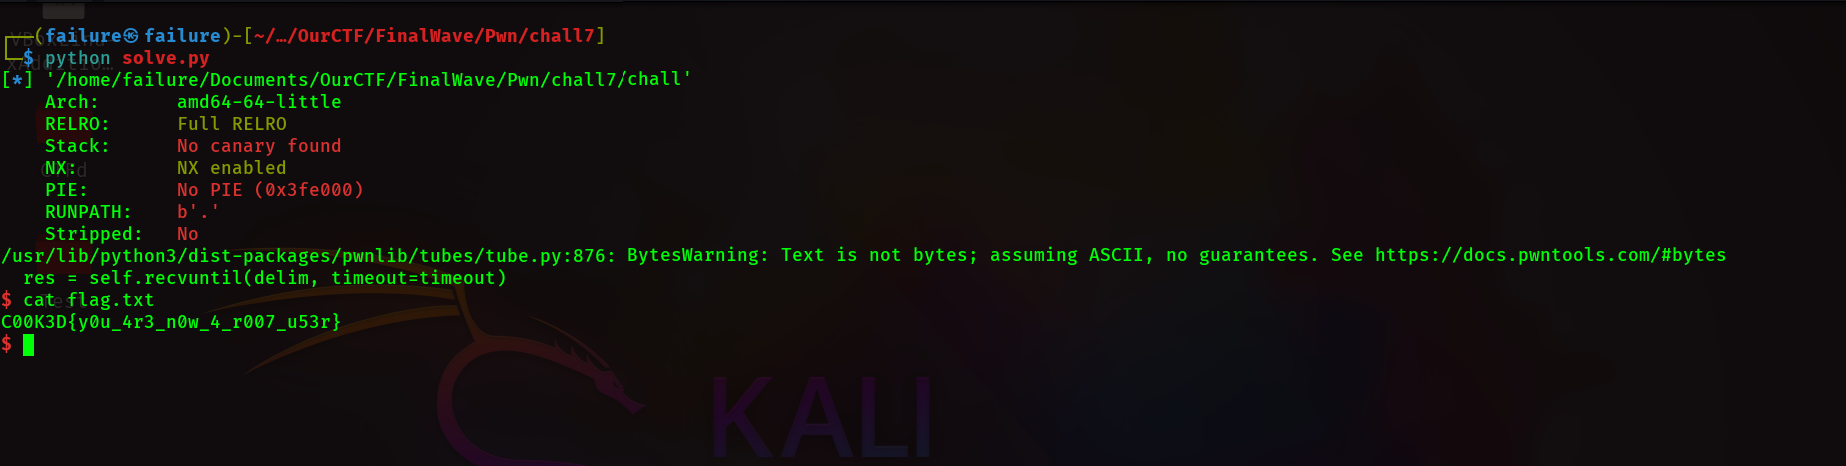 (failure㉿failure)-[~/…/OurCTF/FinalWave/Pwn/chall7]
$ python solve.py
[*] '/home/failure/Documents/OurCTF/FinalWave/Pwn/chall7/chall'
Arch: amd64-64-little
RELRO: Full RELRO
Stack: No canary found
NX: NX enabled
PIE: No PIE (0x3fe000)
RUNPATH: b'.'
Stripped: No
/usr/lib/python3/dist-packages/pwnlib/tubes/tube.py:876: BytesWarning: Text is not bytes; assuming ASCII, no guarantees. See https://docs.pwntools.com/#bytes
res = self.recvuntil(delim, timeout=timeout)
$ cat flag.txt
C00K3D{y0u_4r3_n0w_4_r007_u53r}
$
KALI